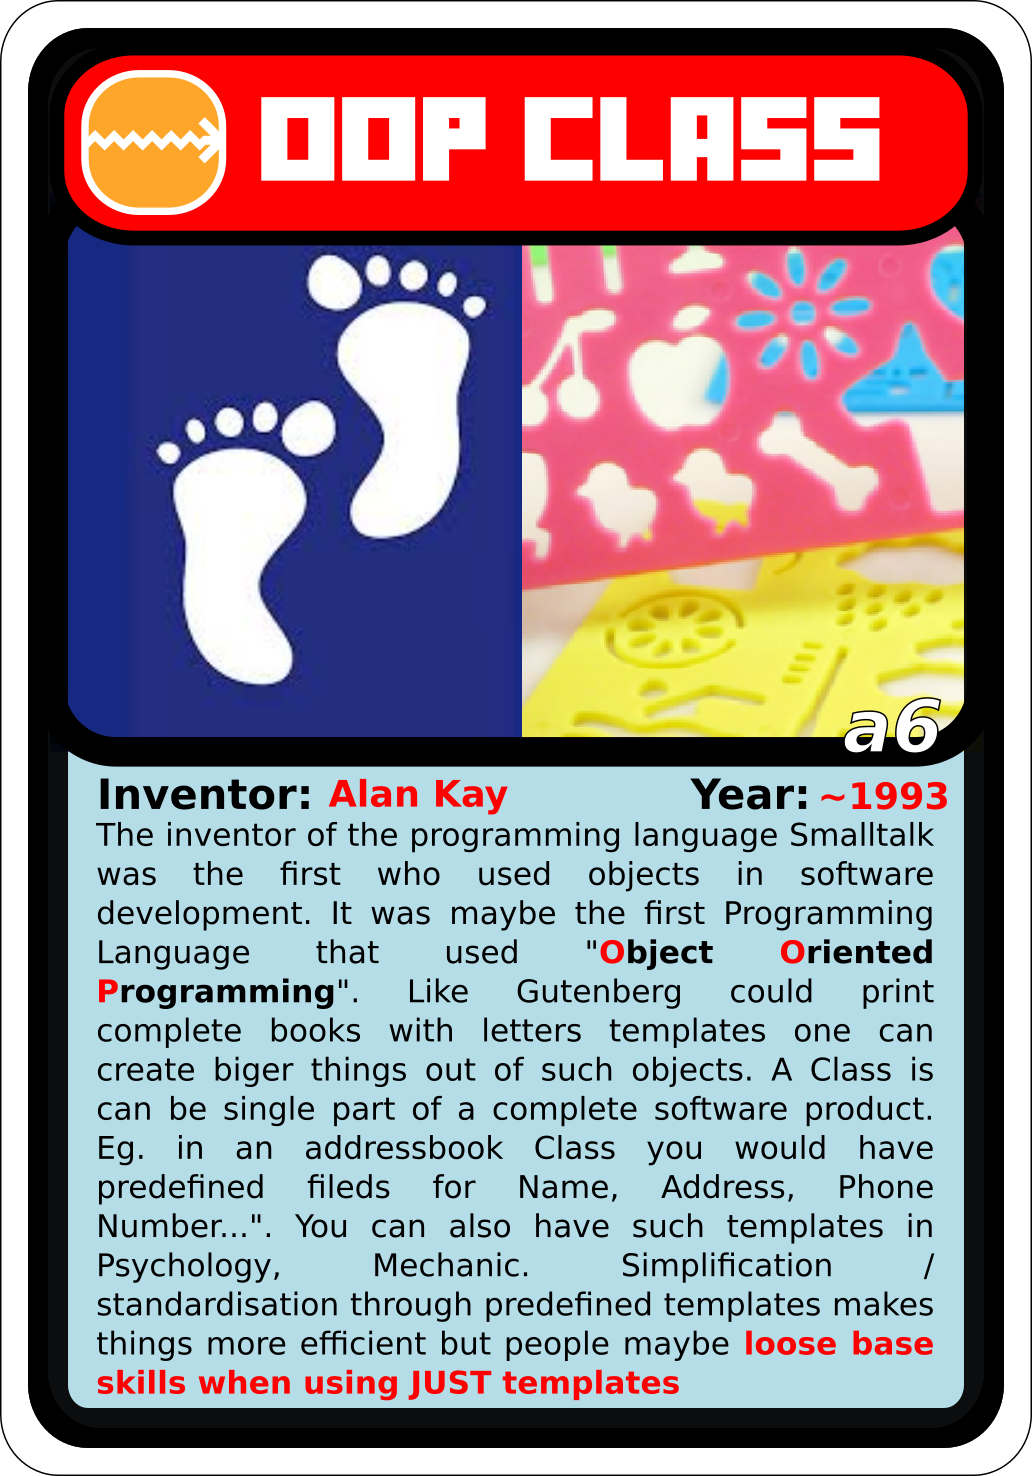 OOP CLASS
a6
Inventor: Alan Kay Year: ~1993
The inventor of the programming language Smalltalk
was the first who used objects in software
development. It was maybe the first Programming
Language that used "Object Oriented
Programming". Like Gutenberg could print
complete books with letters templates one can
create biger things out of such objects. A Class is
can be single part of a complete software product.
Eg. in an addressbook Class you would have
predefined fileds for Name, Address, Phone
Number...". You can also have such templates in
Psychology, Mechanic. Simplification /
standardisation through predefined templates makes
things more efficient but people maybe loose base
skills when using JUST templates